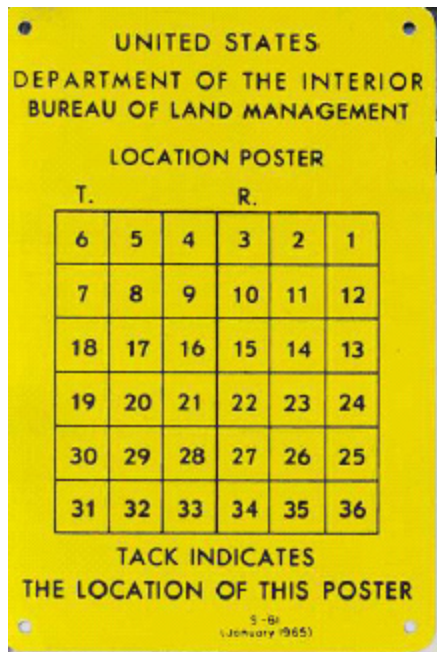 UNITED STATES
DEPARTMENT OF THE INTERIOR
BUREAU OF LAND MANAGEMENT
LOCATION POSTER
T. R.
6 5 4 3 2 1
7 8 9 10 11 12
18 17 16 15 14 13
19 20 21 22 23 24
30 29 28 27 26 25
31 32 33 34 35 36
TACK INDICATES
THE LOCATION OF THIS POSTER
(January 1965)